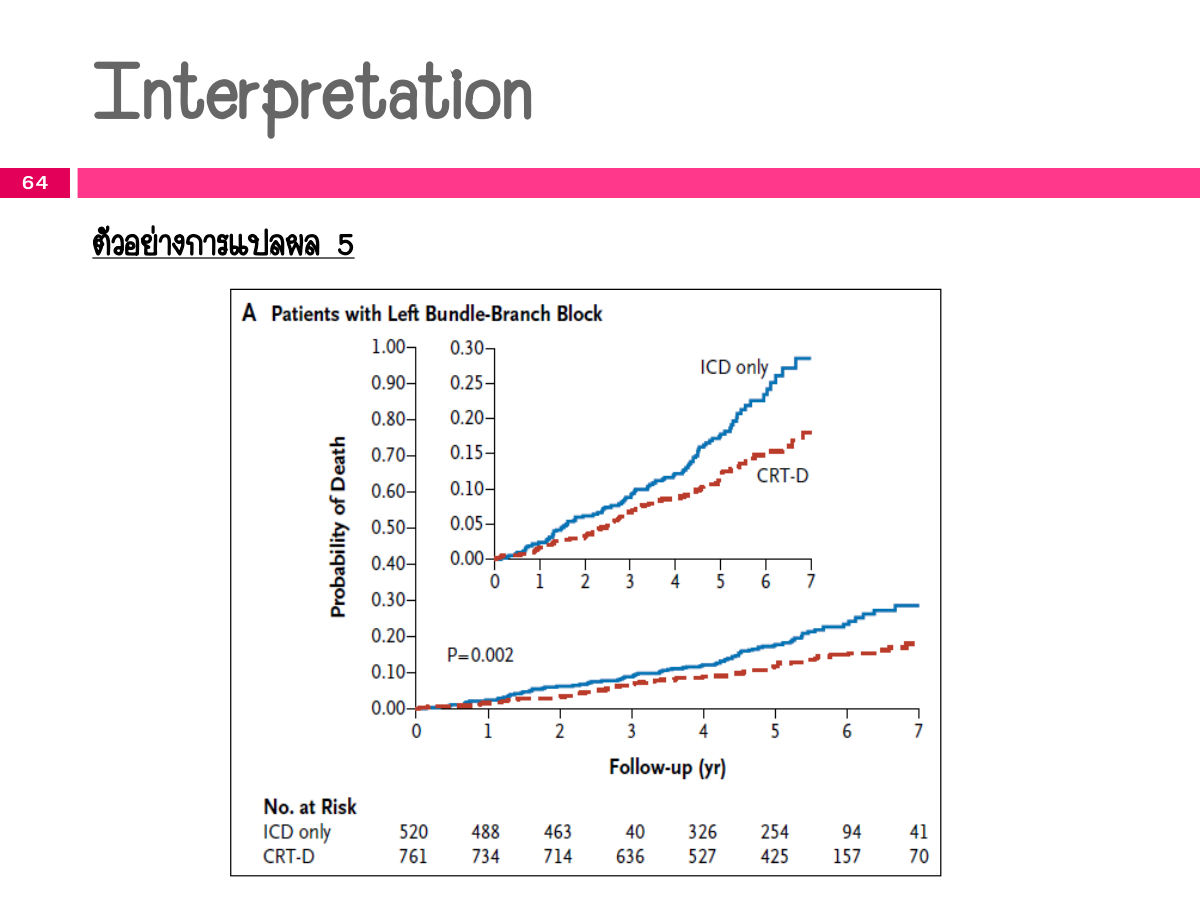 Interpretation
64
ตัวอย่างการแปลผล 5
A Patients with Left Bundle-Branch Block
Probability of Death
1.00
0.90
0.80
0.70
0.60
0.50
0.40
0.30
0.20
0.10
0.00
0.30
0.25
0.20
0.15
0.10
0.05
0.00
ICD only
CRT-D
0 1 2 3 4 5 6 7
P=0.002
0 1 2 3 4 5 6 7
Follow-up (yr)
No. at Risk
ICD only 520 488 463 40 326 254 94 41
CRT-D 761 734 714 636 527 425 157 70